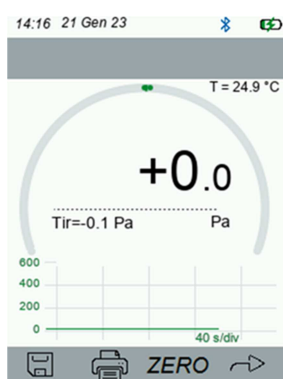 14:16 21 Gen 23
T = 24.9 °C
+0.0
Tir=-0.1 Pa Pa
600
400
200
0
40 s/div
ZERO